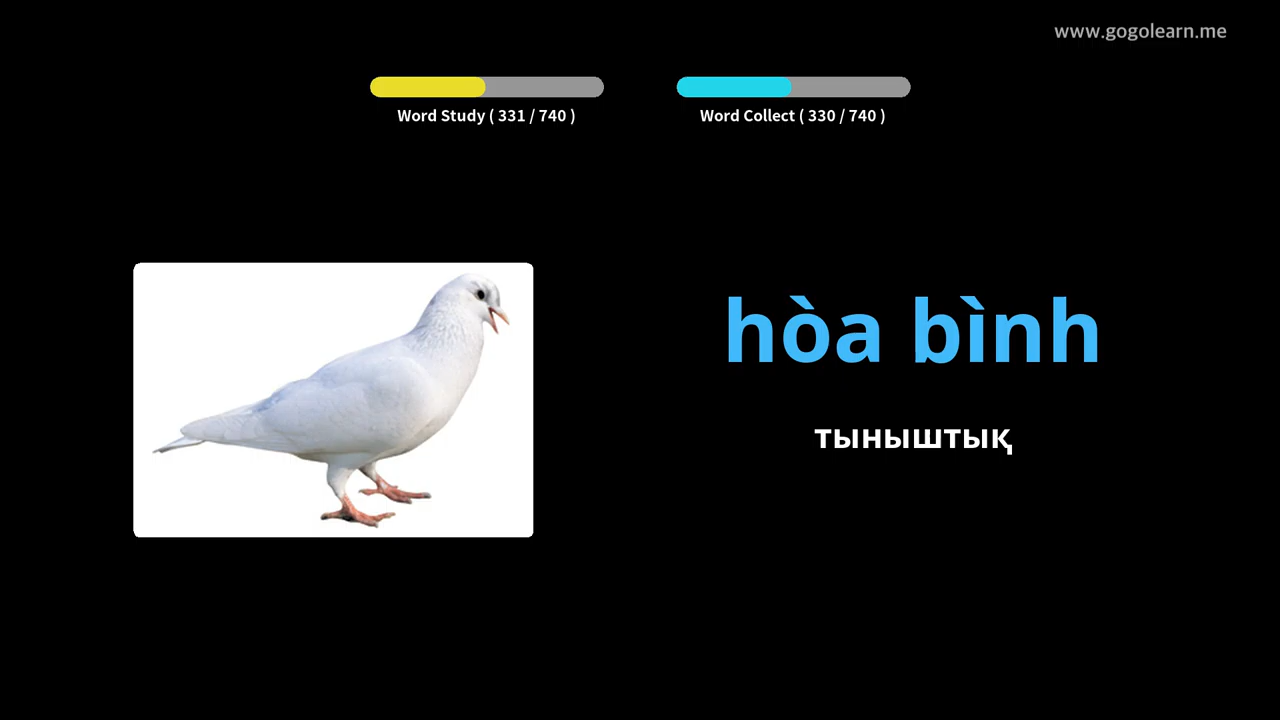 www.gogolearn.me
Word Study ( 331 / 740 )
Word Collect ( 330 / 740 )
hòa bình
тыныштық